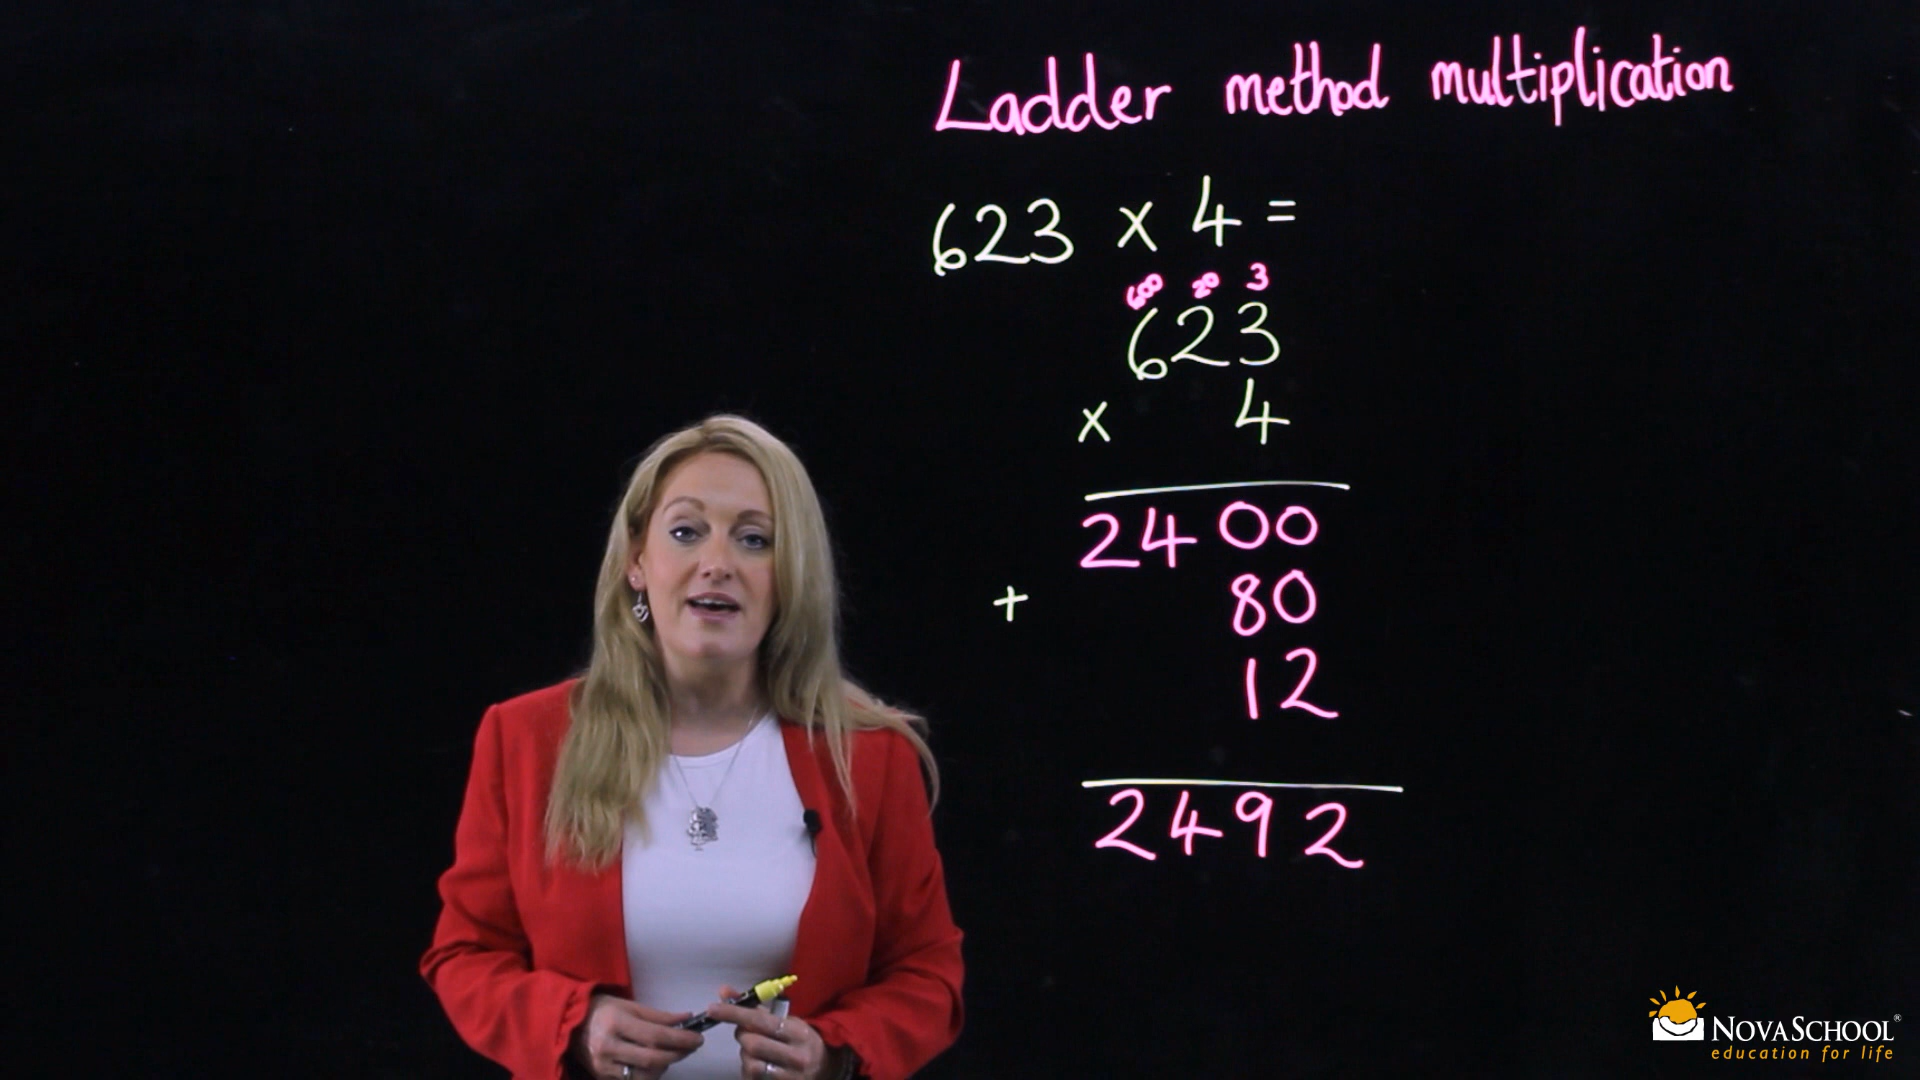 Ladder method multiplication
623 x 4 =
600 20 3
623
x 4
2400
+ 80
12
2492
NOVASCHOOL®
education for life